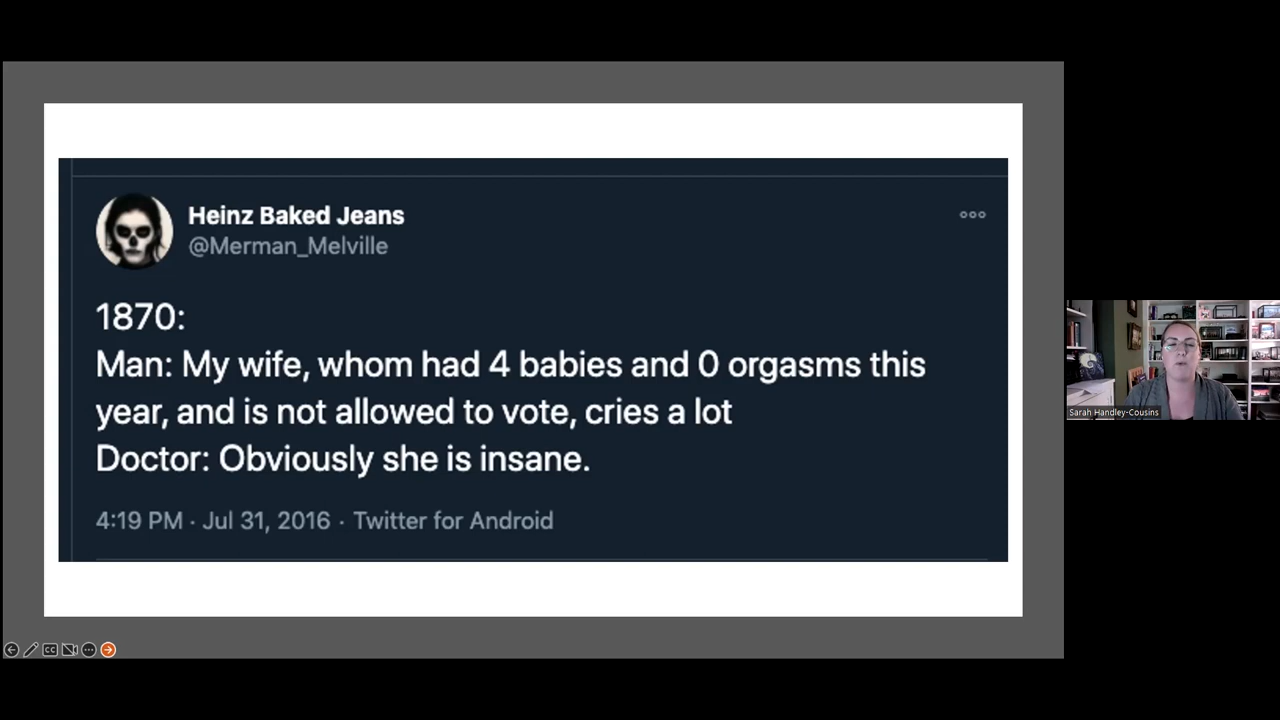 Heinz Baked Jeans
@Merman_Melville
1870:
Man: My wife, whom had 4 babies and 0 orgasms this
year, and is not allowed to vote, cries a lot
Doctor: Obviously she is insane.
4:19 PM · Jul 31, 2016 · Twitter for Android
Sarah Handley-Cousins
CC